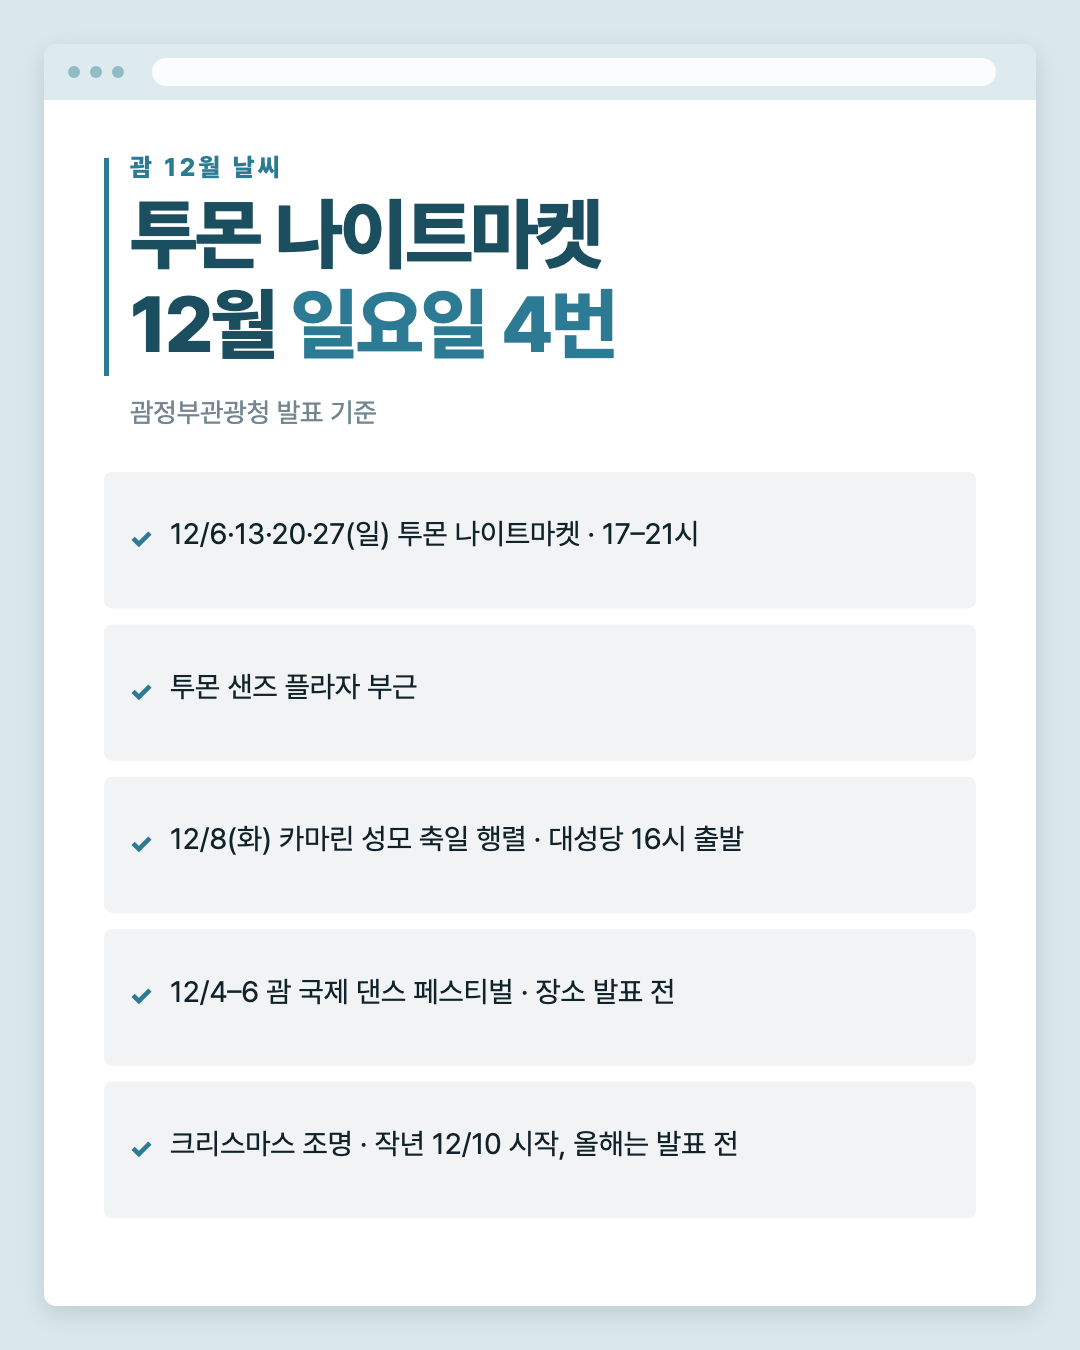 괌 12월 날씨
투몬 나이트마켓
12월 일요일 4번
괌정부관광청 발표 기준
12/6·13·20·27(일) 투몬 나이트마켓 · 17–21시
투몬 샌즈 플라자 부근
12/8(화) 카마린 성모 축일 행렬 · 대성당 16시 출발
12/4–6 괌 국제 댄스 페스티벌 · 장소 발표 전
크리스마스 조명 · 작년 12/10 시작, 올해는 발표 전